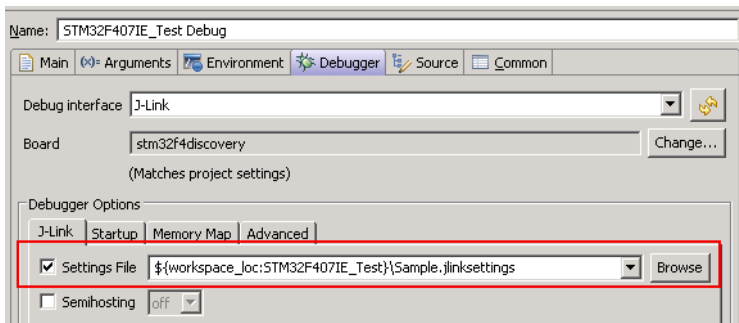 Name: STM32F407IE_Test Debug
Main (x)= Arguments Environment Debugger Source Common
Debug interface J-Link
Board stm32f4discovery Change...
(Matches project settings)
Debugger Options
J-Link Startup Memory Map Advanced
Settings File ${workspace_loc:STM32F407IE_Test}\Sample.jlinksettings Browse
Semihosting off